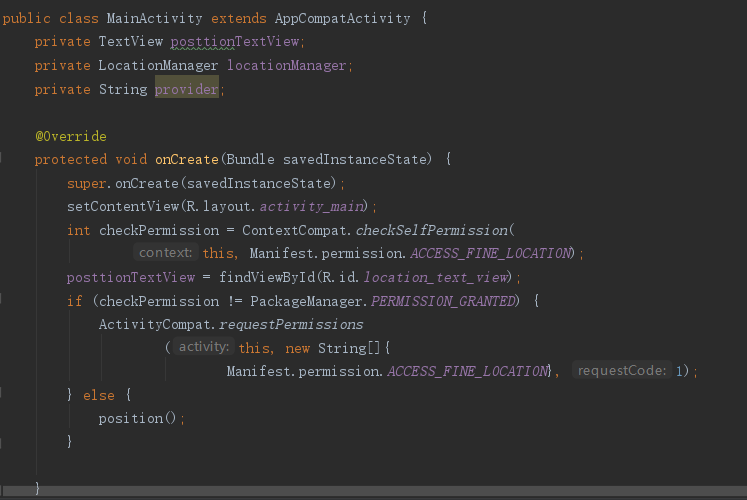 public class MainActivity extends AppCompatActivity {
    private TextView posttionTextView;
    private LocationManager locationManager;
    private String provider;
    @Override
    protected void onCreate(Bundle savedInstanceState) {
        super.onCreate(savedInstanceState);
        setContentView(R.layout.activity_main);
        int checkPermission = ContextCompat.checkSelfPermission(
                context: this, Manifest.permission.ACCESS_FINE_LOCATION);
        posttionTextView = findViewById(R.id.location_text_view);
        if (checkPermission != PackageManager.PERMISSION_GRANTED) {
            ActivityCompat.requestPermissions
                    ( activity: this, new String[]{
                            Manifest.permission.ACCESS_FINE_LOCATION}, requestCode: 1);
        } else {
            position();
        }
    }